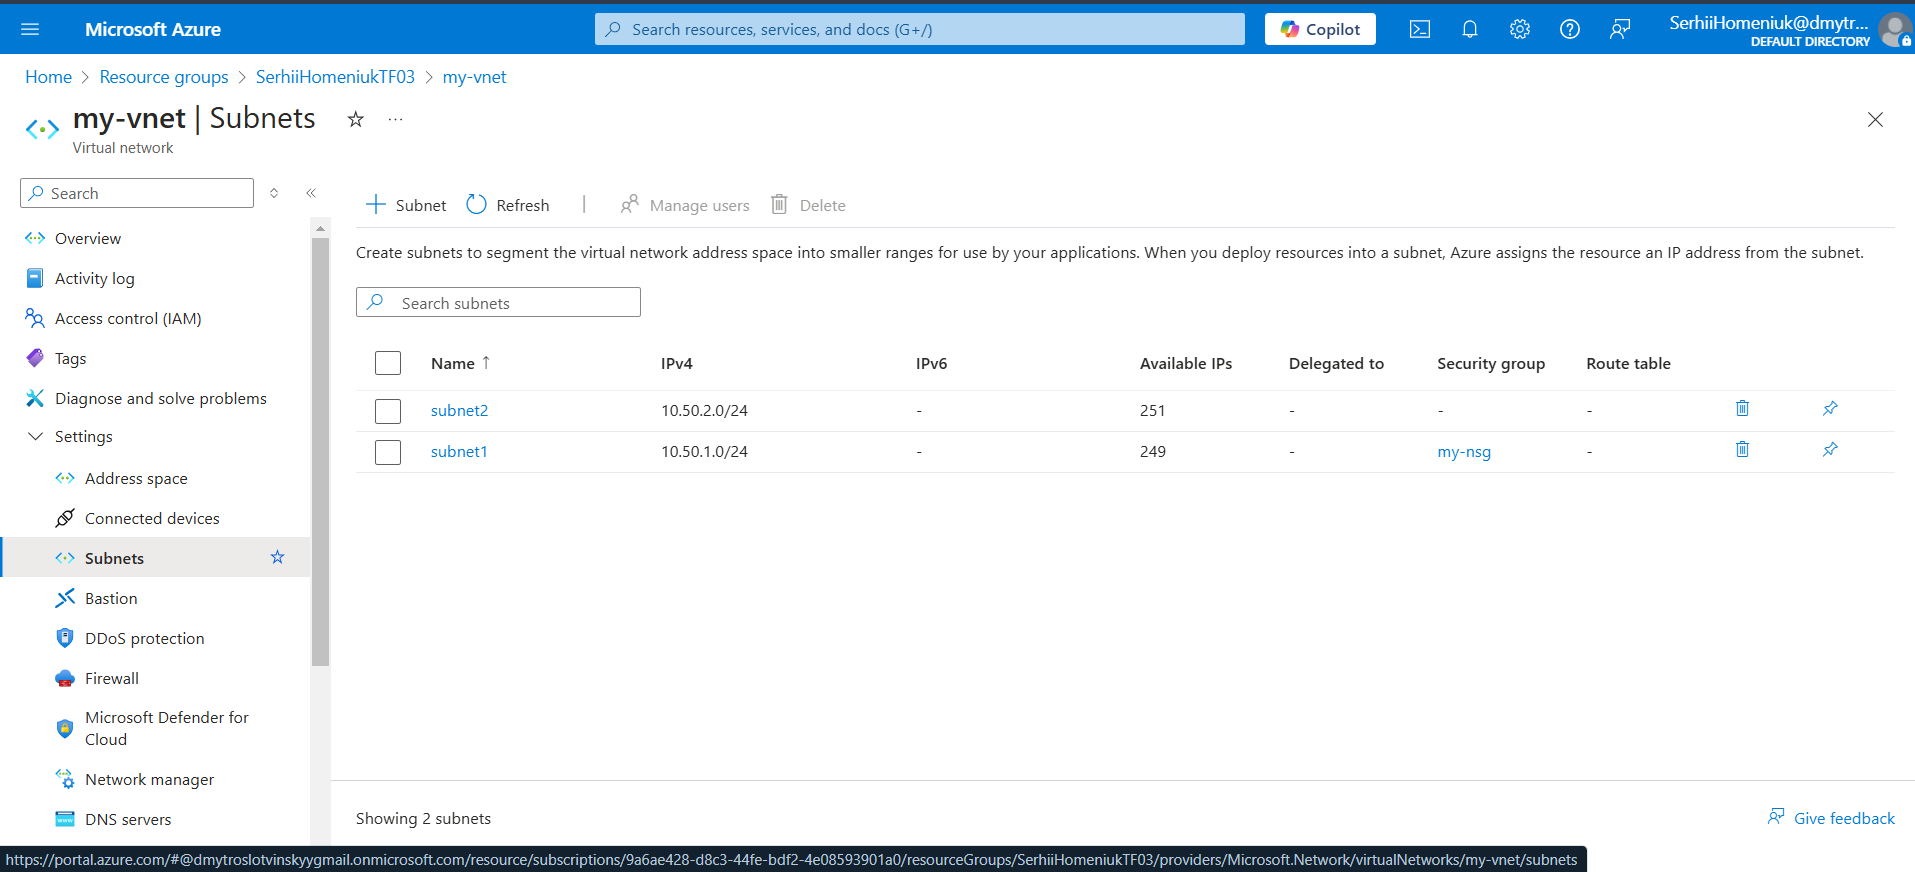 Microsoft Azure
Search resources, services, and docs (G+/)
Copilot
SerhiiHomeniuk@dmytr...
DEFAULT DIRECTORY
Home > Resource groups > SerhiiHomeniukTF03 > my-vnet
my-vnet | Subnets
Virtual network
Search
Overview
Activity log
Access control (IAM)
Tags
Diagnose and solve problems
Settings
Address space
Connected devices
Subnets
Bastion
DDoS protection
Firewall
Microsoft Defender for
Cloud
Network manager
DNS servers
Subnet Refresh | Manage users Delete
Create subnets to segment the virtual network address space into smaller ranges for use by your applications. When you deploy resources into a subnet, Azure assigns the resource an IP address from the subnet.
Search subnets
Name ↑ IPv4 IPv6 Available IPs Delegated to Security group Route table
subnet2 10.50.2.0/24 - 251 - - -
subnet1 10.50.1.0/24 - 249 - my-nsg -
Showing 2 subnets
Give feedback
https://portal.azure.com/#@dmytroslotvinskyygmail.onmicrosoft.com/resource/subscriptions/9a6ae428-d8c3-44fe-bdf2-4e08593901a0/resourceGroups/SerhiiHomeniukTF03/providers/Microsoft.Network/virtualNetworks/my-vnet/subnets